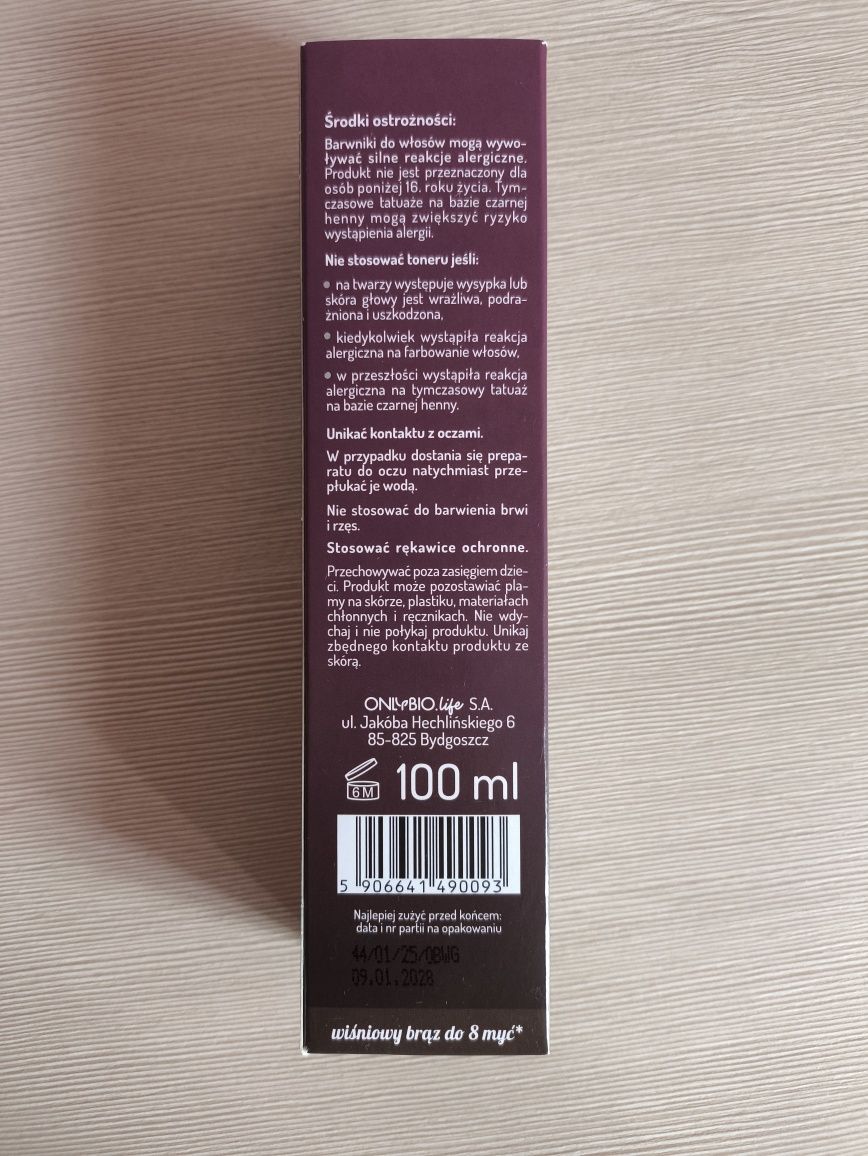 Środki ostrożności:
Barwniki do włosów mogą wywo-
ływać silne reakcje alergiczne.
Produkt nie jest przeznaczony dla
osób poniżej 16. roku życia. Tym-
czasowe tatuaże na bazie czarnej
henny mogą zwiększyć ryzyko
wystąpienia alergii.
Nie stosować toneru jeśli:
• na twarzy występuje wysypka lub
skóra głowy jest wrażliwa, podra-
żniona i uszkodzona,
• kiedykolwiek wystąpiła reakcja
alergiczna na farbowanie włosów,
• w przeszłości wystąpiła reakcja
alergiczna na tymczasowy tatuaż
na bazie czarnej henny.
Unikać kontaktu z oczami.
W przypadku dostania się prepa-
ratu do oczu natychmiast prze-
płukać je wodą.
Nie stosować do barwienia brwi
i rzęs.
Stosować rękawice ochronne.
Przechowywać poza zasięgiem dzie-
ci. Produkt może pozostawiać pla-
my na skórze, plastiku, materiałach
chłonnych i ręcznikach. Nie wdy-
chaj i nie połykaj produktu. Unikaj
zbędnego kontaktu produktu ze
skórą.
ONLYBIO.life S.A.
ul. Jakóba Hechlińskiego 6
85-825 Bydgoszcz
6M 100 ml
5 906641 490093
Najlepiej zużyć przed końcem:
data i nr partii na opakowaniu
44/01/25/OBWG
09.01.2028
wiśniowy brąz do 8 myć*